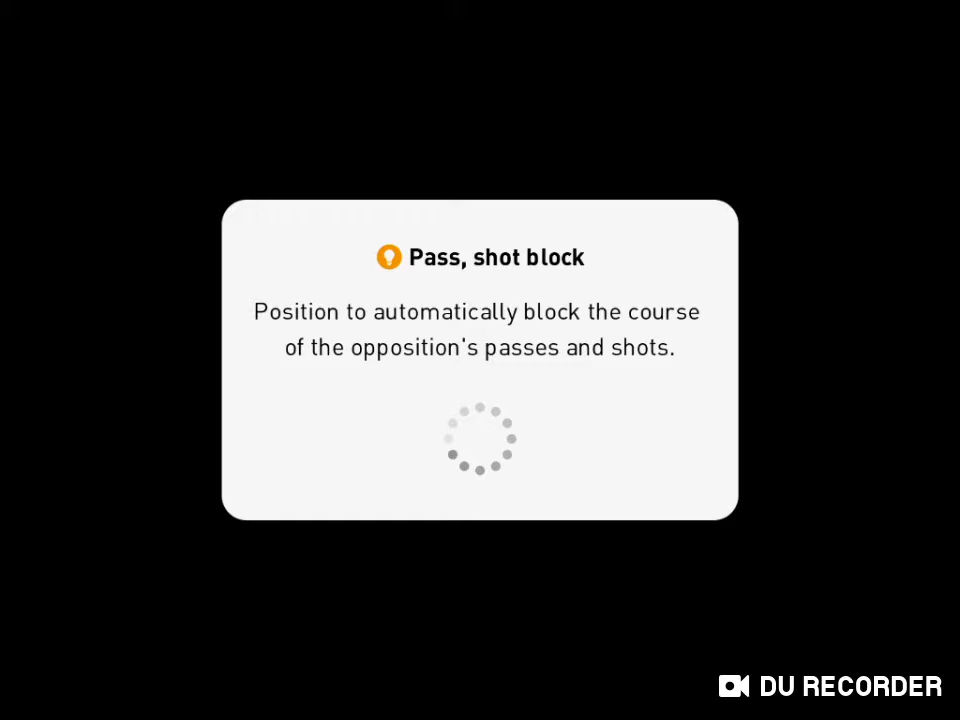 Pass, shot block
Position to automatically block the course
of the opposition's passes and shots.
DU RECORDER